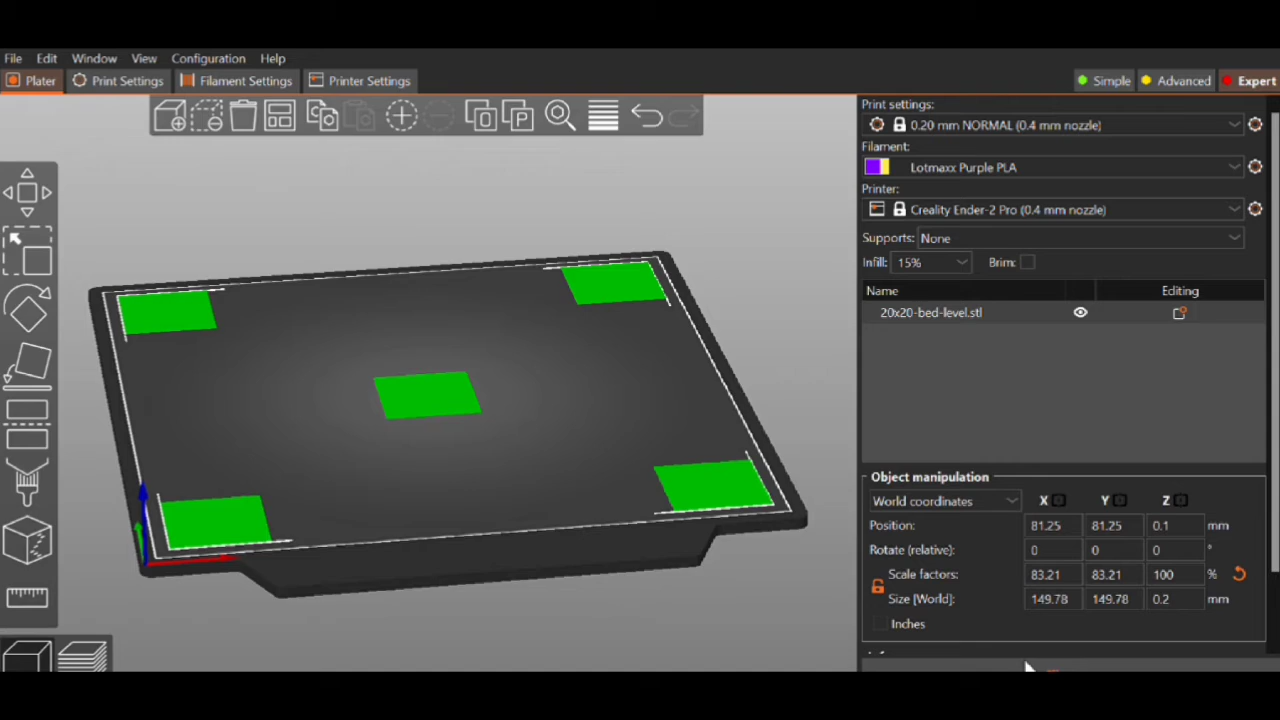 File Edit Window View Configuration Help
Plater Print Settings Filament Settings Printer Settings Simple Advanced Expert
Print settings:
0.20 mm NORMAL (0.4 mm nozzle)
Filament:
Lotmaxx Purple PLA
Printer:
Creality Ender-2 Pro (0.4 mm nozzle)
Supports: None
Infill: 15% Brim:
Name Editing
20x20-bed-level.stl
Object manipulation
World coordinates X Y Z
Position: 81.25 81.25 0.1 mm
Rotate (relative): 0 0 0 °
Scale factors: 83.21 83.21 100 %
Size [World]: 149.78 149.78 0.2 mm
Inches